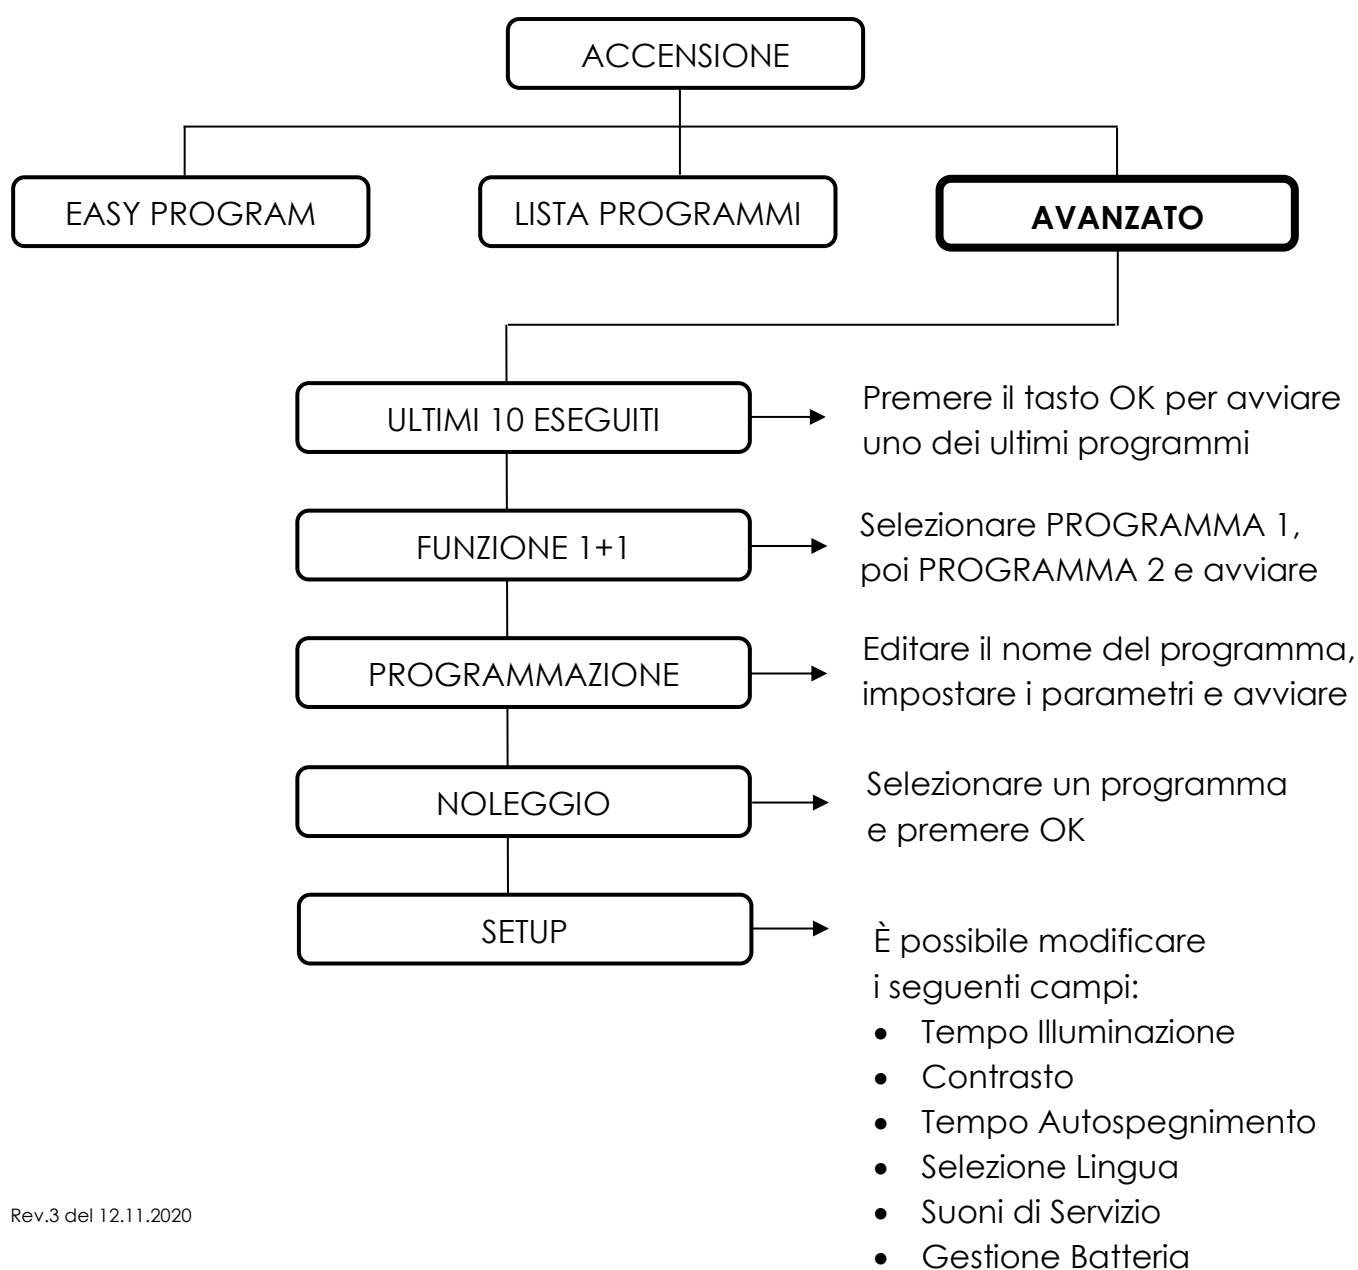 ACCENSIONE
EASY PROGRAM
LISTA PROGRAMMI
AVANZATO
ULTIMI 10 ESEGUITI
Premere il tasto OK per avviare
uno dei ultimi programmi
FUNZIONE 1+1
Selezionare PROGRAMMA 1,
poi PROGRAMMA 2 e avviare
PROGRAMMAZIONE
Editare il nome del programma,
impostare i parametri e avviare
NOLEGGIO
Selezionare un programma
e premere OK
SETUP
È possibile modificare
i seguenti campi:
• Tempo Illuminazione
• Contrasto
• Tempo Autospegnimento
• Selezione Lingua
• Suoni di Servizio
• Gestione Batteria
Rev.3 del 12.11.2020